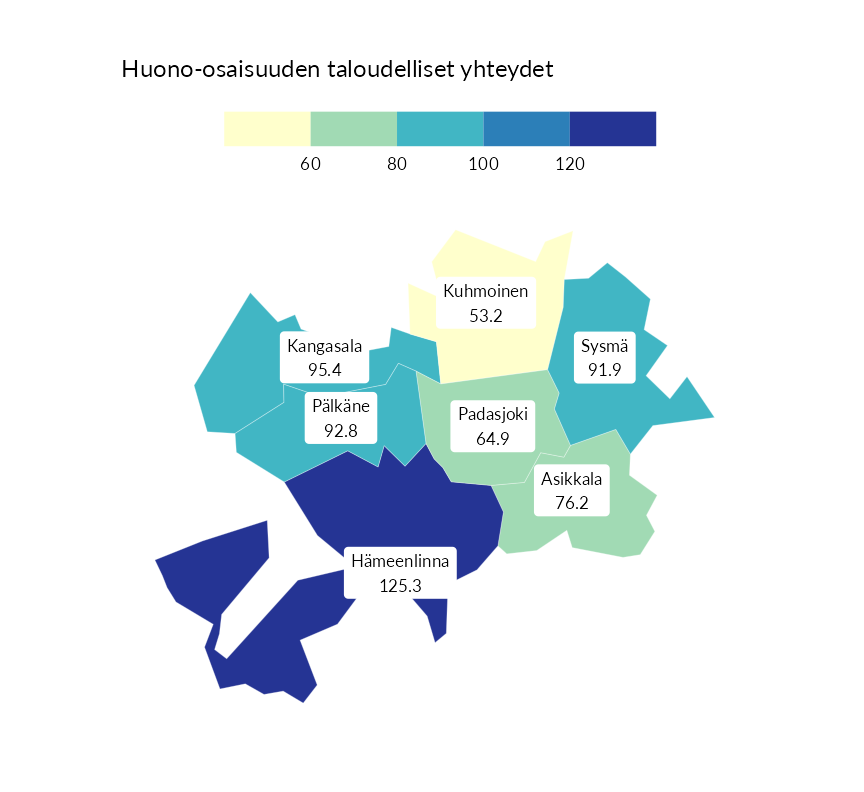 Huono-osaisuuden taloudelliset yhteydet
60 80 100 120
Kuhmoinen
53.2
Kangasala
95.4
Sysmä
91.9
Pälkäne
92.8
Padasjoki
64.9
Asikkala
76.2
Hämeenlinna
125.3